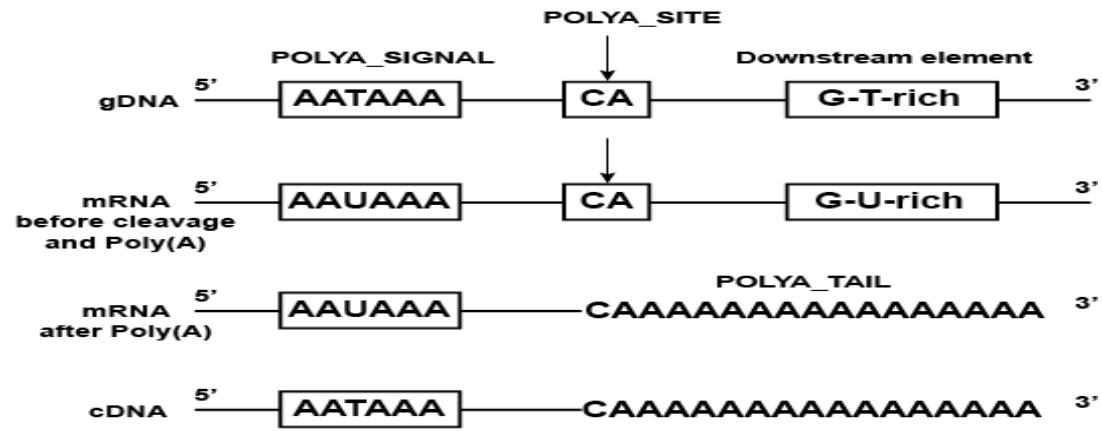 POLYA_SITE
POLYA_SIGNAL
Downstream element
gDNA 5’ AATAAA CA G-T-rich 3’
mRNA
before cleavage
and Poly(A)
5’ AAUAAA CA G-U-rich 3’
POLYA_TAIL
mRNA
after Poly(A)
5’ AAUAAA CAAAAAAAAAAAAAAAAA 3’
cDNA 5’ AATAAA CAAAAAAAAAAAAAAAAA 3’